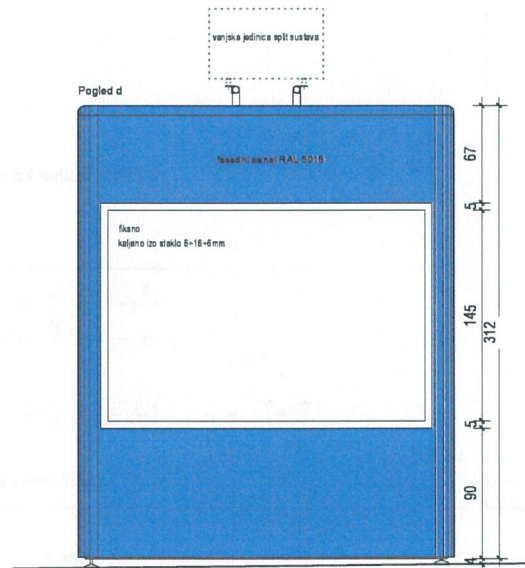 vanjska jedinica split sustava
Pogled d
fasadni panel RAL 5015
fiksno
kaljeno izo staklo 6+16+6mm
67
5
145
312
5
90
4